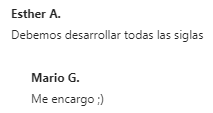 Esther A.
Debemos desarrollar todas las siglas
Mario G.
Me encargo ;)